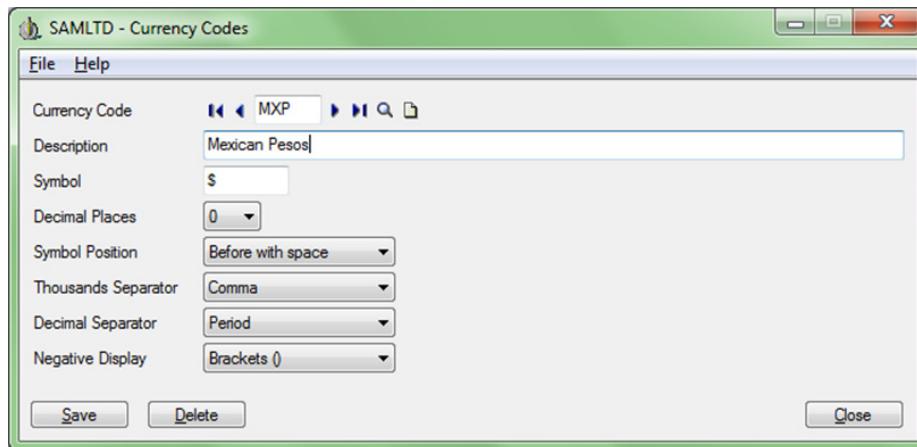 SAMLTD - Currency Codes
File Help
Currency Code MXP
Description Mexican Pesos
Symbol $
Decimal Places 0
Symbol Position Before with space
Thousands Separator Comma
Decimal Separator Period
Negative Display Brackets ()
Save Delete Close